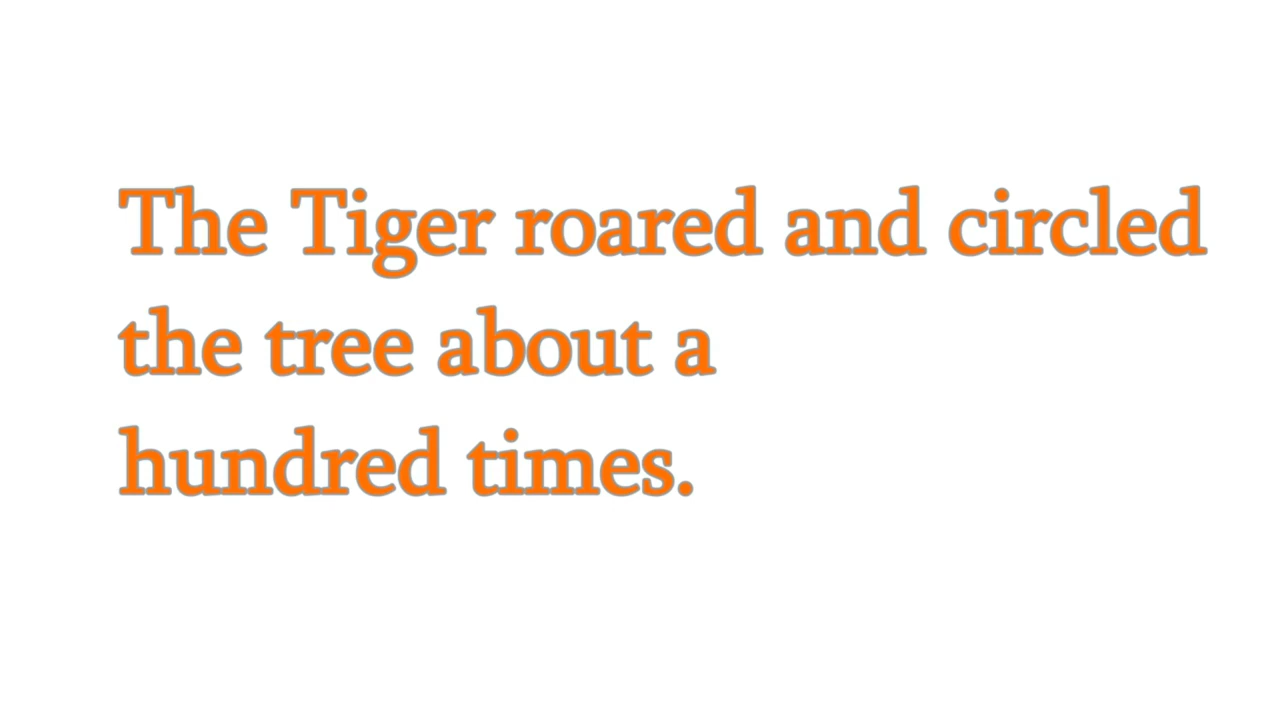 The Tiger roared and circled
the tree about a
hundred times.